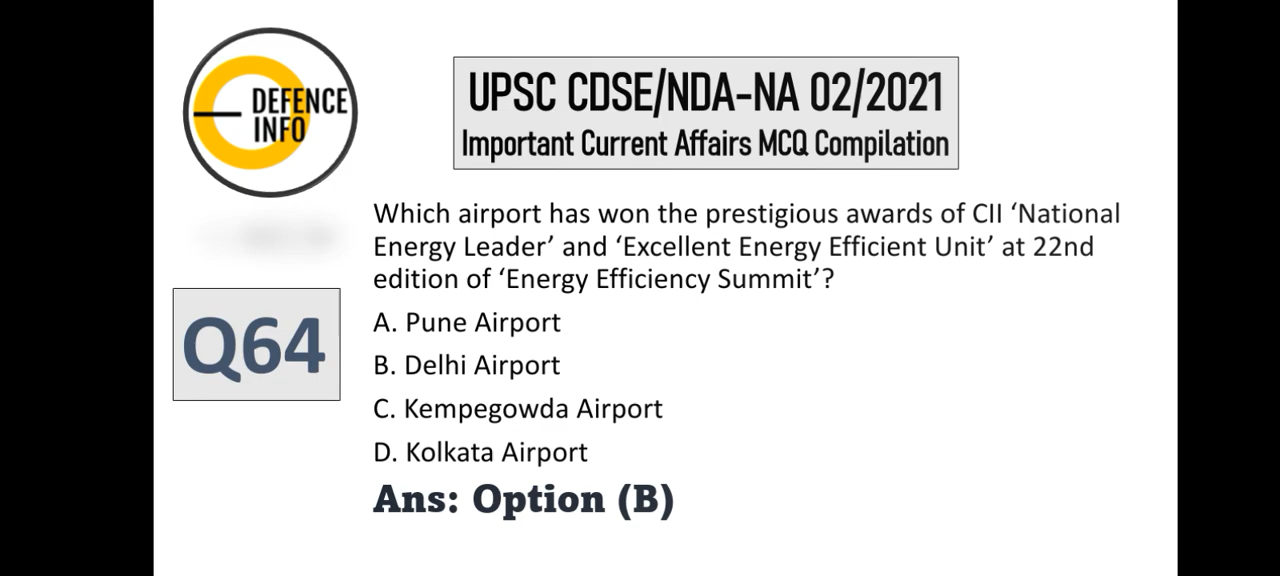 DEFENCE
INFO
UPSC CDSE/NDA-NA 02/2021
Important Current Affairs MCQ Compilation
Q64
Which airport has won the prestigious awards of CII ‘National
Energy Leader’ and ‘Excellent Energy Efficient Unit’ at 22nd
edition of ‘Energy Efficiency Summit’?
A. Pune Airport
B. Delhi Airport
C. Kempegowda Airport
D. Kolkata Airport
Ans: Option (B)